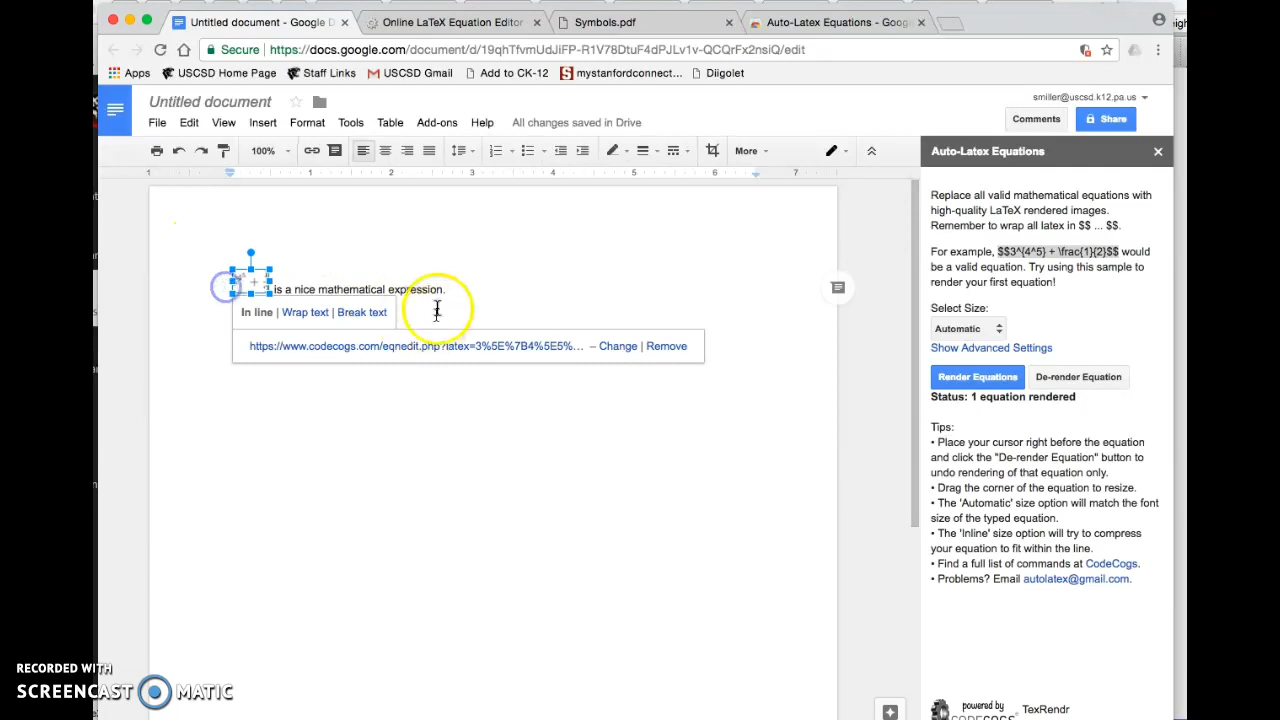 Untitled document - Google D
Online LaTeX Equation Editor
Symbols.pdf
Auto-Latex Equations - Goog
Secure
https://docs.google.com/document/d/19qhTfvmUdJiFP-R1V78DtuF4dPJLv1v-QCQrFx2nsiQ/edit
Apps
USCSD Home Page
Staff Links
USCSD Gmail
Add to CK-12
mystanfordconnect...
Diigolet
Untitled document
smiller@uscsd.k12.pa.us
File Edit View Insert Format Tools Table Add-ons Help All changes saved in Drive
Comments
Share
100%
More
1 1 2 3 4 5 6 7
is a nice mathematical expression.
In line | Wrap text | Break text
https://www.codecogs.com/eqnedit.php?latex=3%5E%7B4%5E5%... – Change | Remove
Auto-Latex Equations
Replace all valid mathematical equations with
high-quality LaTeX rendered images.
Remember to wrap all latex in $$ ... $$.
For example, $$3^{4^5} + \frac{1}{2}$$ would
be a valid equation. Try using this sample to
render your first equation!
Select Size:
Automatic
Show Advanced Settings
Render Equations
De-render Equation
Status: 1 equation rendered
Tips:
• Place your cursor right before the equation
and click the "De-render Equation" button to
undo rendering of that equation only.
• Drag the corner of the equation to resize.
• The 'Automatic' size option will match the font
size of the typed equation.
• The 'Inline' size option will try to compress
your equation to fit within the line.
• Find a full list of commands at CodeCogs.
• Problems? Email autolatex@gmail.com.
powered by
CODECOGS
TexRendr
RECORDED WITH
SCREENCAST MATIC